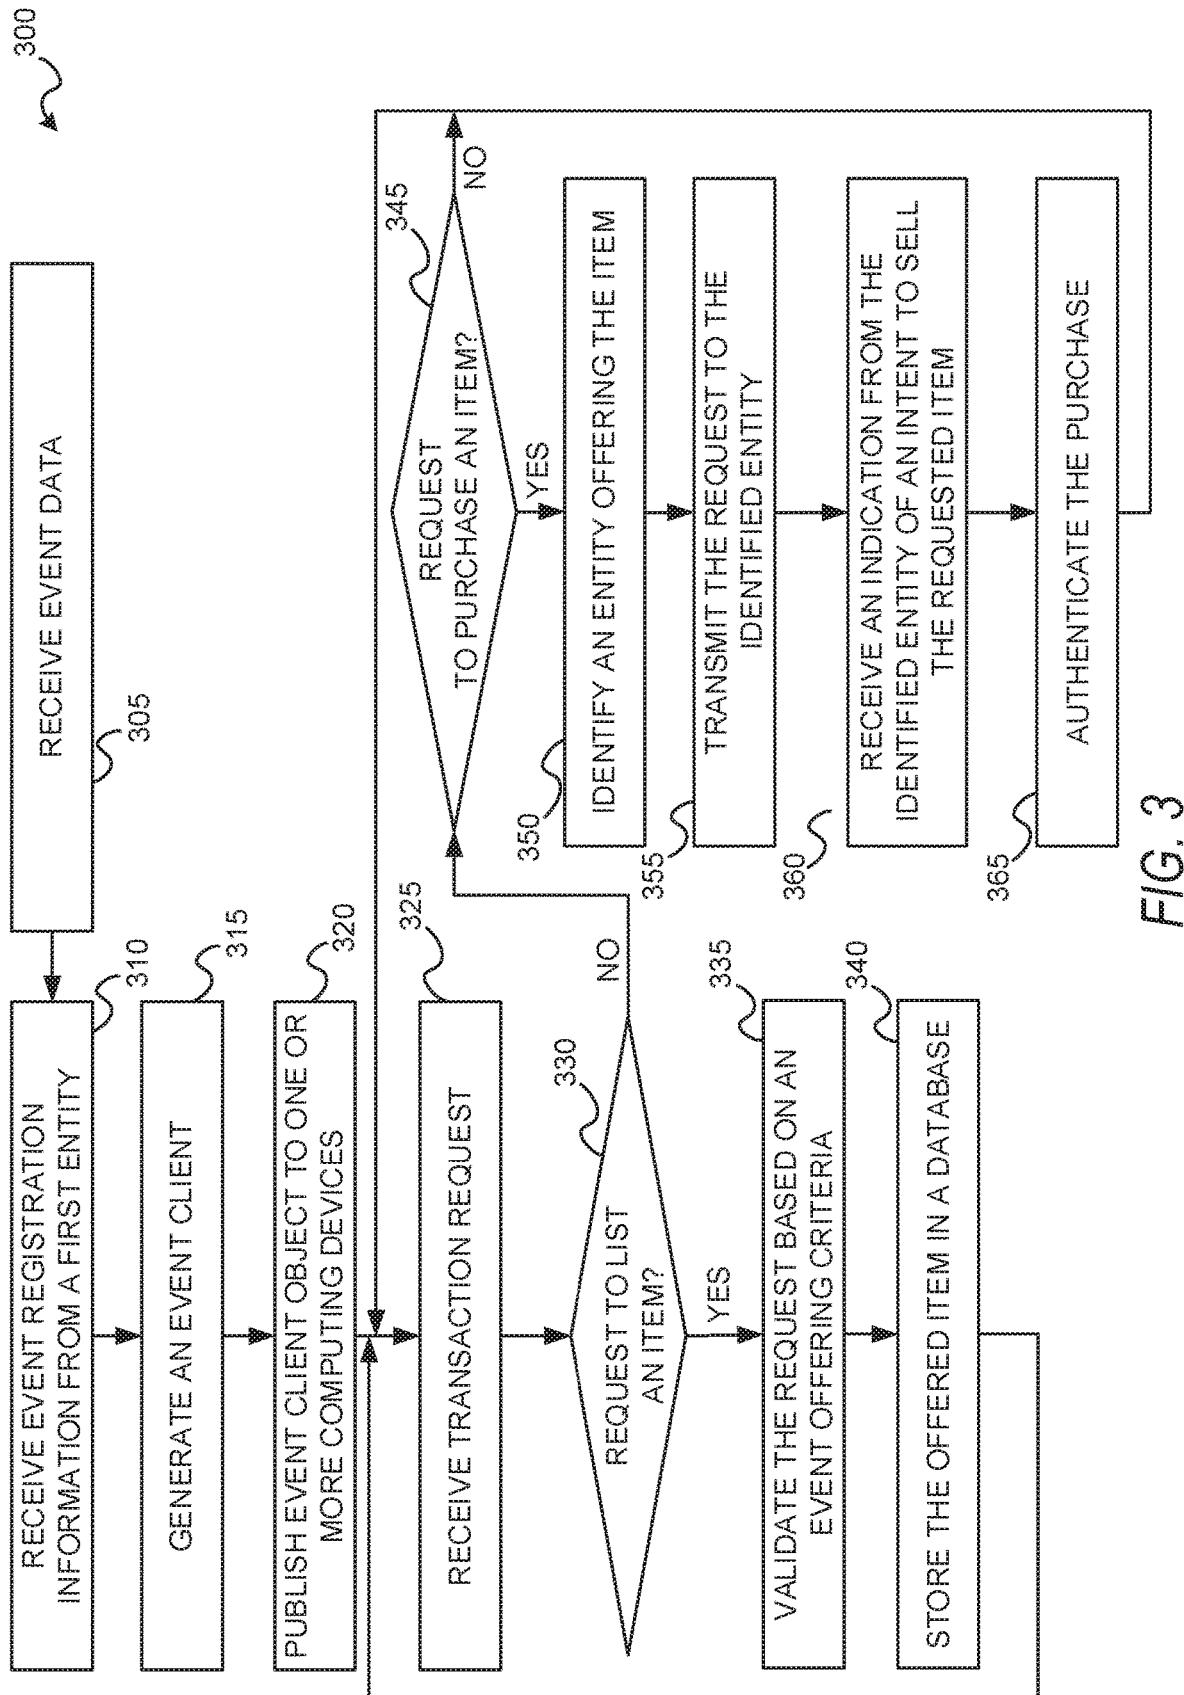 300
RECEIVE EVENT DATA
305
RECEIVE EVENT REGISTRATION
INFORMATION FROM A FIRST ENTITY
310
GENERATE AN EVENT CLIENT
315
PUBLISH EVENT CLIENT OBJECT TO ONE OR
MORE COMPUTING DEVICES
320
RECEIVE TRANSACTION REQUEST
325
REQUEST TO LIST
AN ITEM?
330
NO
YES
VALIDATE THE REQUEST BASED ON AN
EVENT OFFERING CRITERIA
335
STORE THE OFFERED ITEM IN A DATABASE
340
REQUEST
TO PURCHASE AN ITEM?
345
NO
YES
350
IDENTIFY AN ENTITY OFFERING THE ITEM
355
TRANSMIT THE REQUEST TO THE
IDENTIFIED ENTITY
360
RECEIVE AN INDICATION FROM THE
IDENTIFIED ENTITY OF AN INTENT TO SELL
THE REQUESTED ITEM
365
AUTHENTICATE THE PURCHASE
FIG. 3